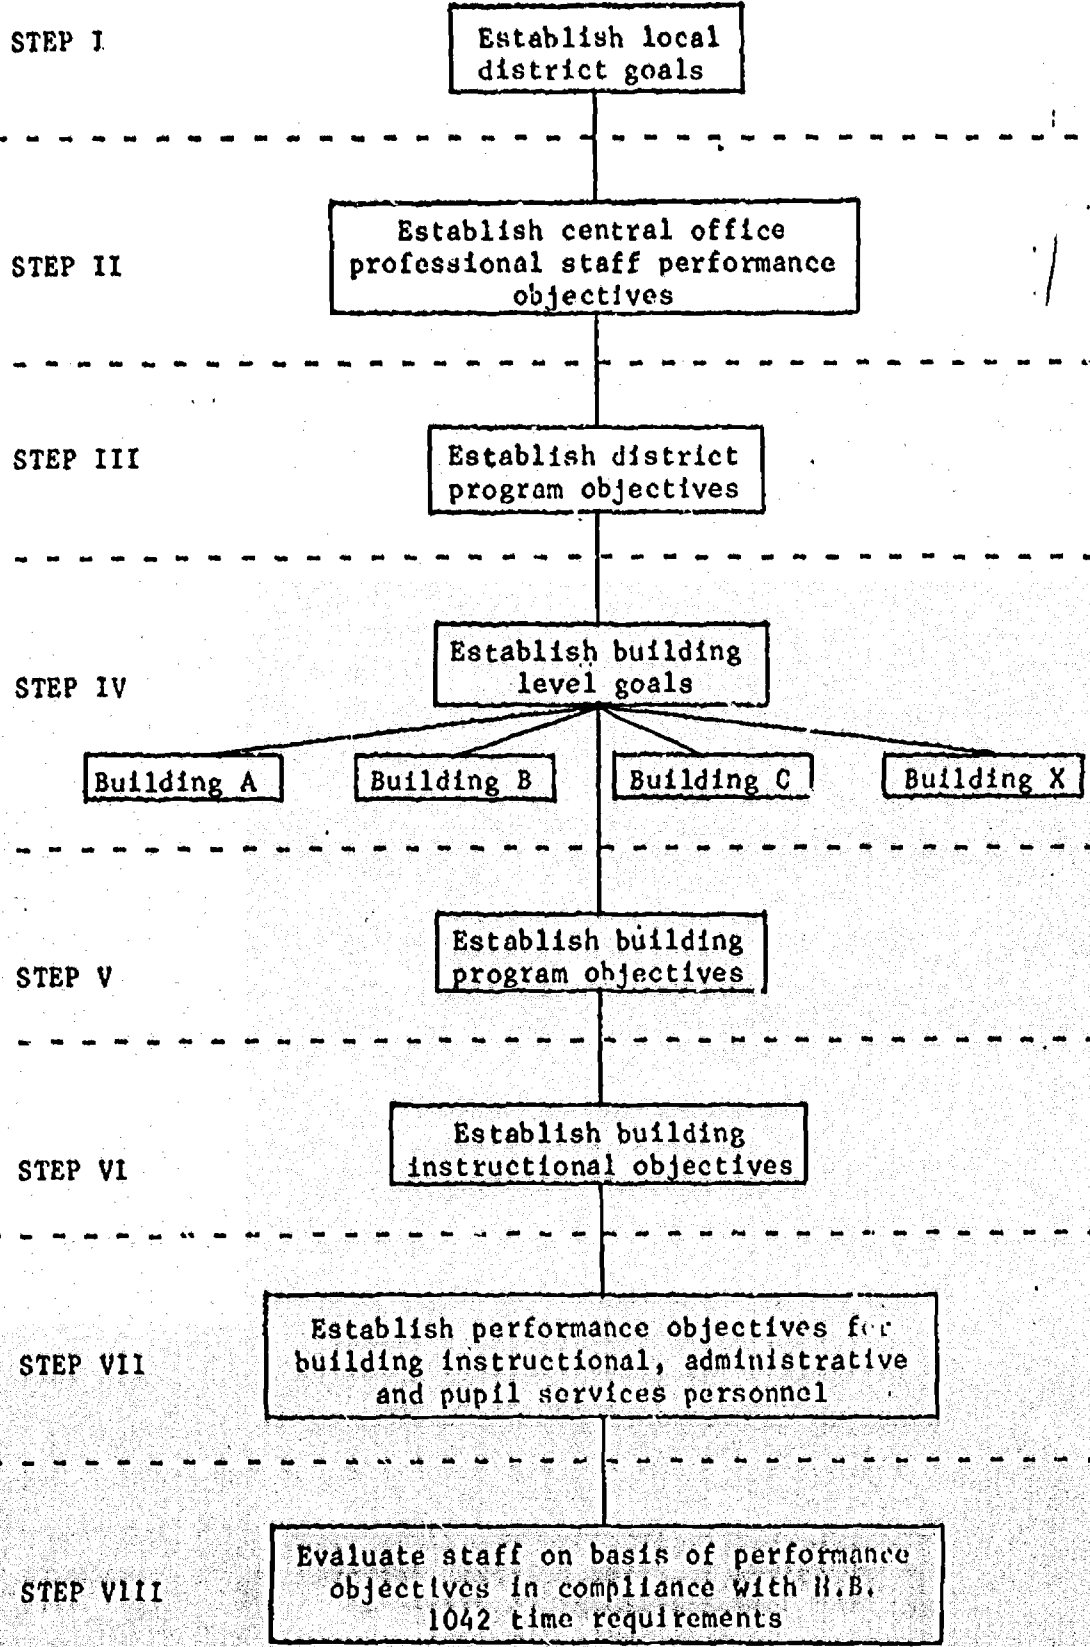 STEP I
Establish local
district goals
STEP II
Establish central office
professional staff performance
objectives
STEP III
Establish district
program objectives
STEP IV
Establish building
level goals
Building A
Building B
Building C
Building X
STEP V
Establish building
program objectives
STEP VI
Establish building
instructional objectives
STEP VII
Establish performance objectives for
building instructional, administrative
and pupil services personnel
STEP VIII
Evaluate staff on basis of performance
objectives in compliance with H.B.
1042 time requirements